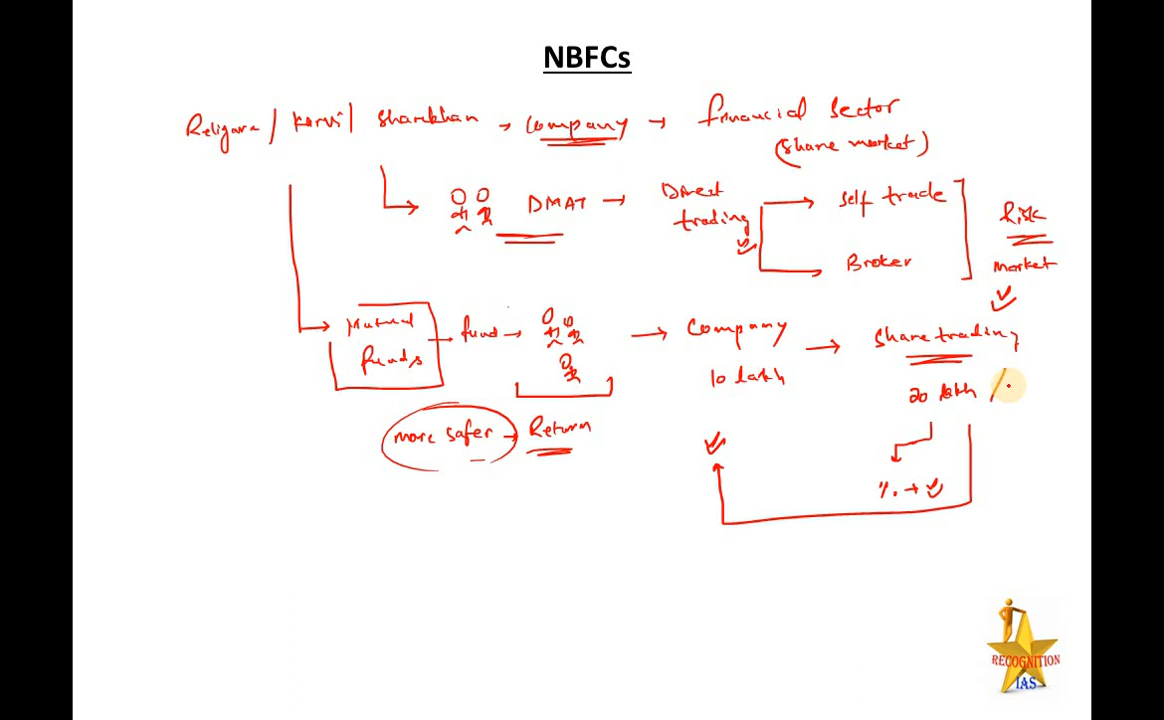 NBFCs
Religare / Karvi / Sharekhan → Company → financial sector
(share market)
DMAT → Direct trading
Self trade
Broker
Risk
market
Mutual funds
fund → → Company → share trading
10 lakh
20 lakh /.
more safer → Return
%. →
RECOGNITION
IAS